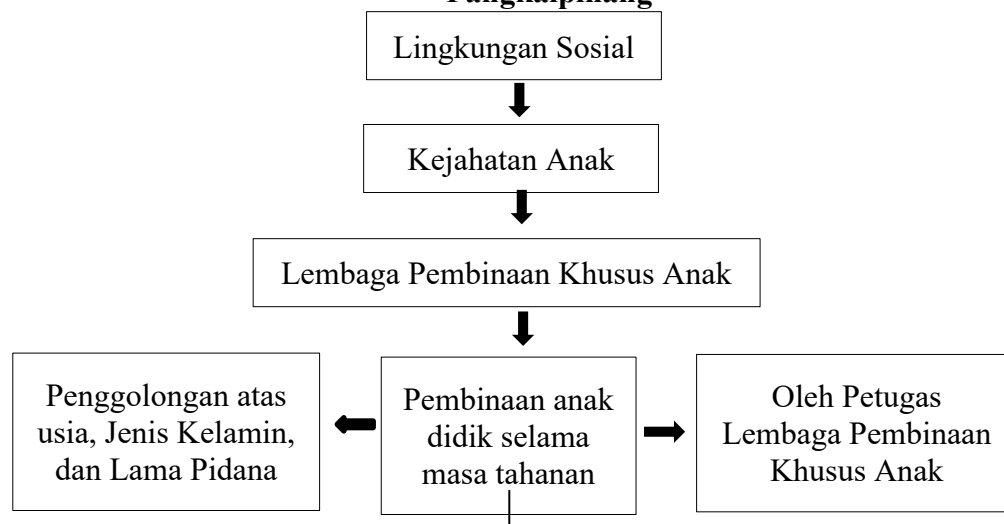 Pangkalpinang
Lingkungan Sosial
Kejahatan Anak
Lembaga Pembinaan Khusus Anak
Penggolongan atas
usia, Jenis Kelamin,
dan Lama Pidana
Pembinaan anak
didik selama
masa tahanan
Oleh Petugas
Lembaga Pembinaan
Khusus Anak